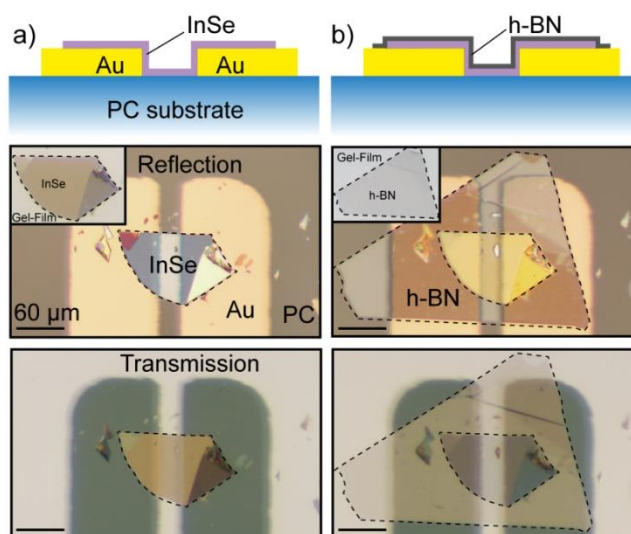 a)
InSe
Au
Au
PC substrate
b)
h-BN
Reflection
InSe
Gel-Film
InSe
Au
PC
60 µm
Gel-Film
h-BN
h-BN
Transmission